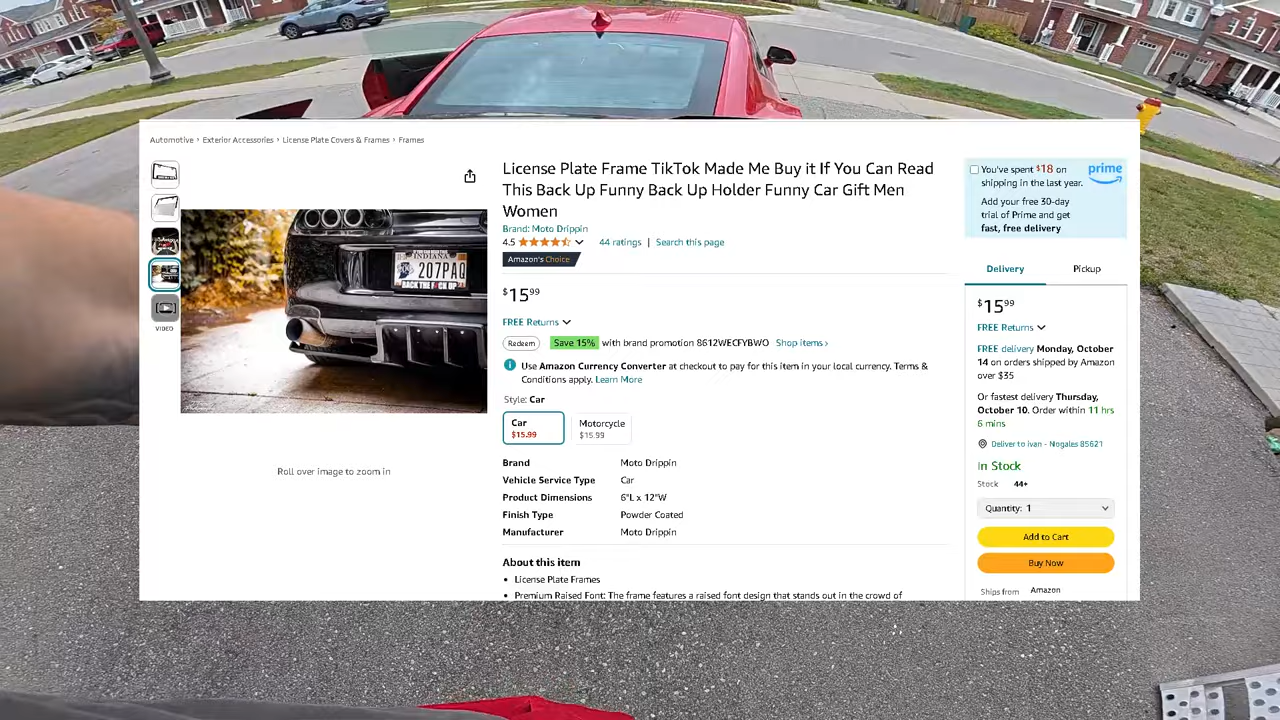 Automotive › Exterior Accessories › License Plate Covers & Frames › Frames
VIDEO
INDIANA
207PAQ
BACK THE F*CK UP
Roll over image to zoom in
License Plate Frame TikTok Made Me Buy it If You Can Read
This Back Up Funny Back Up Holder Funny Car Gift Men
Women
Brand: Moto Drippin
4.5 44 ratings | Search this page
Amazon's Choice
$15 99
FREE Returns
Redeem Save 15% with brand promotion 8612WECFYBWO Shop items ›
Use Amazon Currency Converter at checkout to pay for this item in your local currency. Terms &
Conditions apply. Learn More
Style: Car
Car
$15.99
Motorcycle
$15.99
Brand Moto Drippin
Vehicle Service Type Car
Product Dimensions 6"L x 12"W
Finish Type Powder Coated
Manufacturer Moto Drippin
About this item
• License Plate Frames
• Premium Raised Font: The frame features a raised font design that stands out in the crowd of
You've spent $18 on
shipping in the last year.
prime
Add your free 30-day
trial of Prime and get
fast, free delivery
Delivery Pickup
$15 99
FREE Returns
FREE delivery Monday, October
14 on orders shipped by Amazon
over $35
Or fastest delivery Thursday,
October 10. Order within 11 hrs
6 mins
Deliver to ivan - Nogales 85621
In Stock
Stock 44+
Quantity: 1
Add to Cart
Buy Now
Ships from Amazon